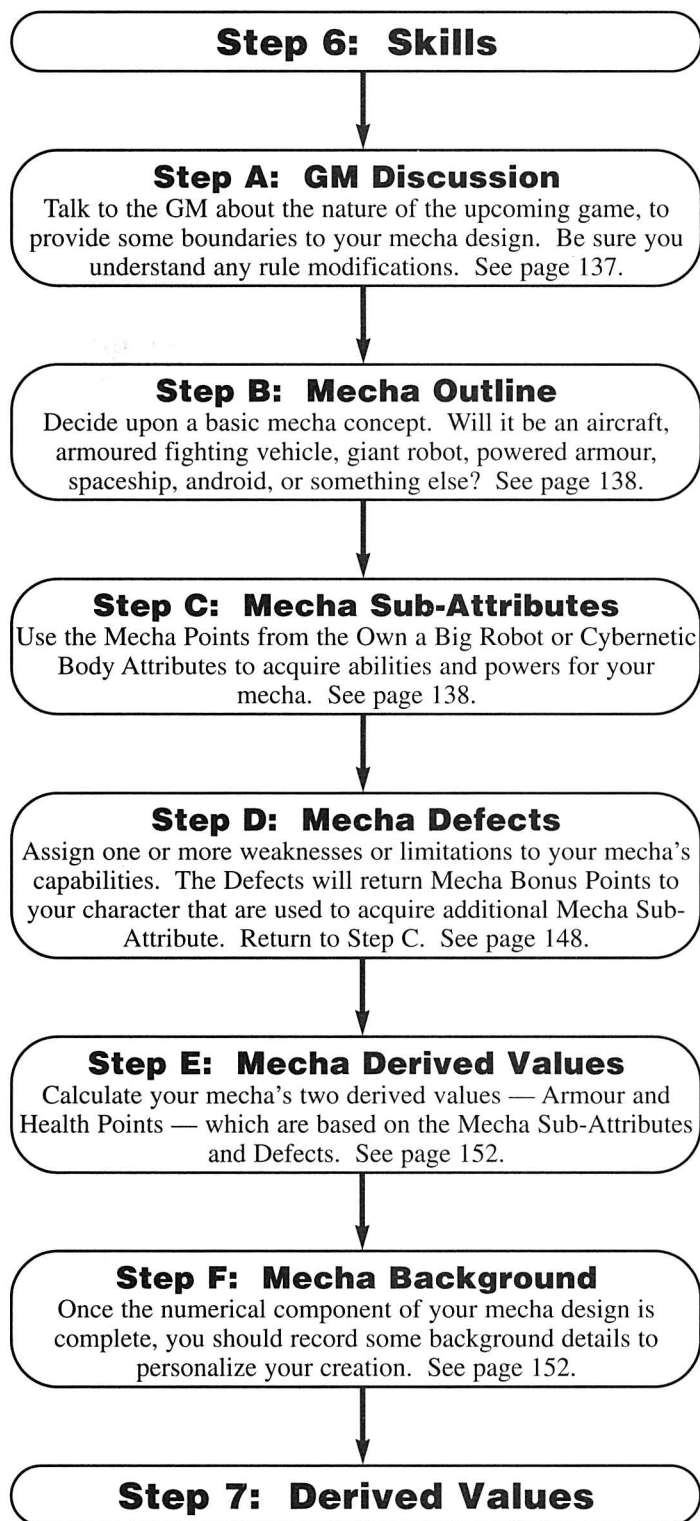 Step 6: Skills
Step A: GM Discussion
Talk to the GM about the nature of the upcoming game, to
provide some boundaries to your mecha design. Be sure you
understand any rule modifications. See page 137.
Step B: Mecha Outline
Decide upon a basic mecha concept. Will it be an aircraft,
armoured fighting vehicle, giant robot, powered armour,
spaceship, android, or something else? See page 138.
Step C: Mecha Sub-Attributes
Use the Mecha Points from the Own a Big Robot or Cybernetic
Body Attributes to acquire abilities and powers for your
mecha. See page 138.
Step D: Mecha Defects
Assign one or more weaknesses or limitations to your mecha's
capabilities. The Defects will return Mecha Bonus Points to
your character that are used to acquire additional Mecha Sub-
Attribute. Return to Step C. See page 148.
Step E: Mecha Derived Values
Calculate your mecha's two derived values — Armour and
Health Points — which are based on the Mecha Sub-Attributes
and Defects. See page 152.
Step F: Mecha Background
Once the numerical component of your mecha design is
complete, you should record some background details to
personalize your creation. See page 152.
Step 7: Derived Values